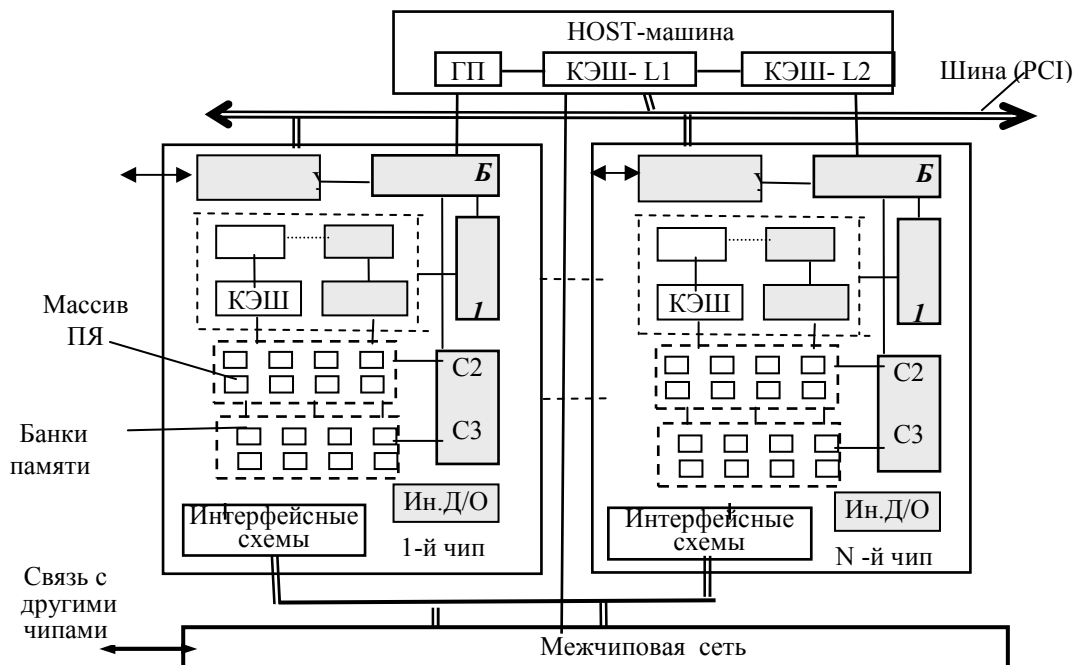 HOST-машина
ГП
КЭШ- L1
КЭШ- L2
Шина (PCI)
Б
Б
КЭШ
1
КЭШ
1
Массив
ПЯ
С2
С2
Банки
памяти
С3
С3
Ин.Д/О
Ин.Д/О
Интерфейсные
схемы
1-й чип
Интерфейсные
схемы
N -й чип
Связь с
другими
чипами
Межчиповая сеть